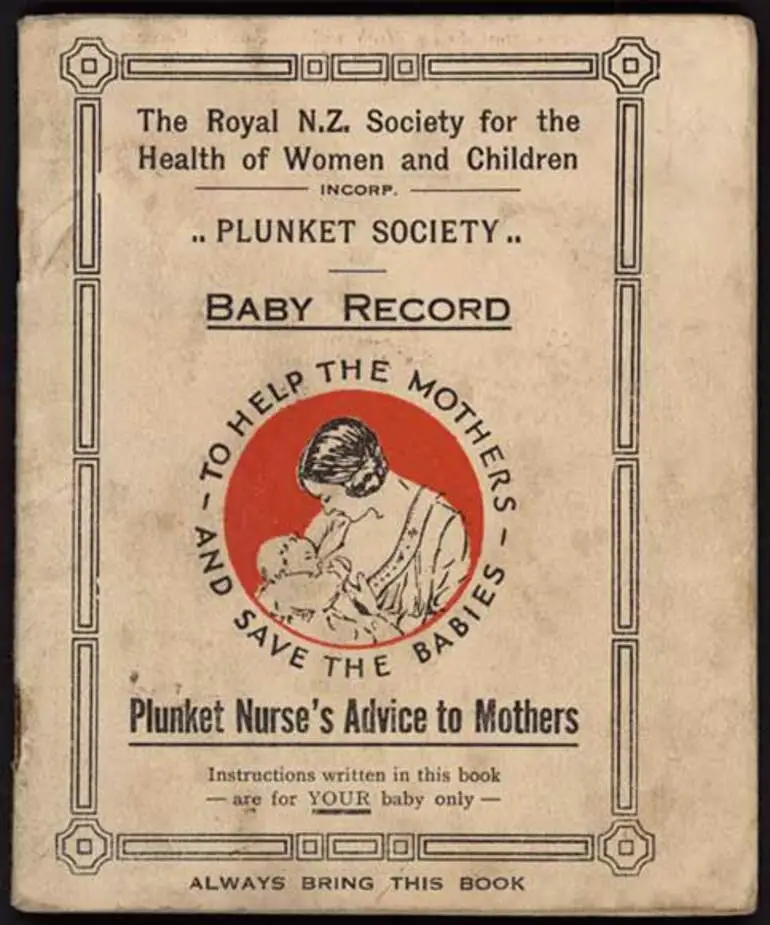 The Royal N.Z. Society for the
Health of Women and Children
INCORP.
.. PLUNKET SOCIETY ..
BABY RECORD
– TO HELP THE MOTHERS –
AND SAVE THE BABIES
Plunket Nurse's Advice to Mothers
Instructions written in this book
— are for YOUR baby only —
ALWAYS BRING THIS BOOK